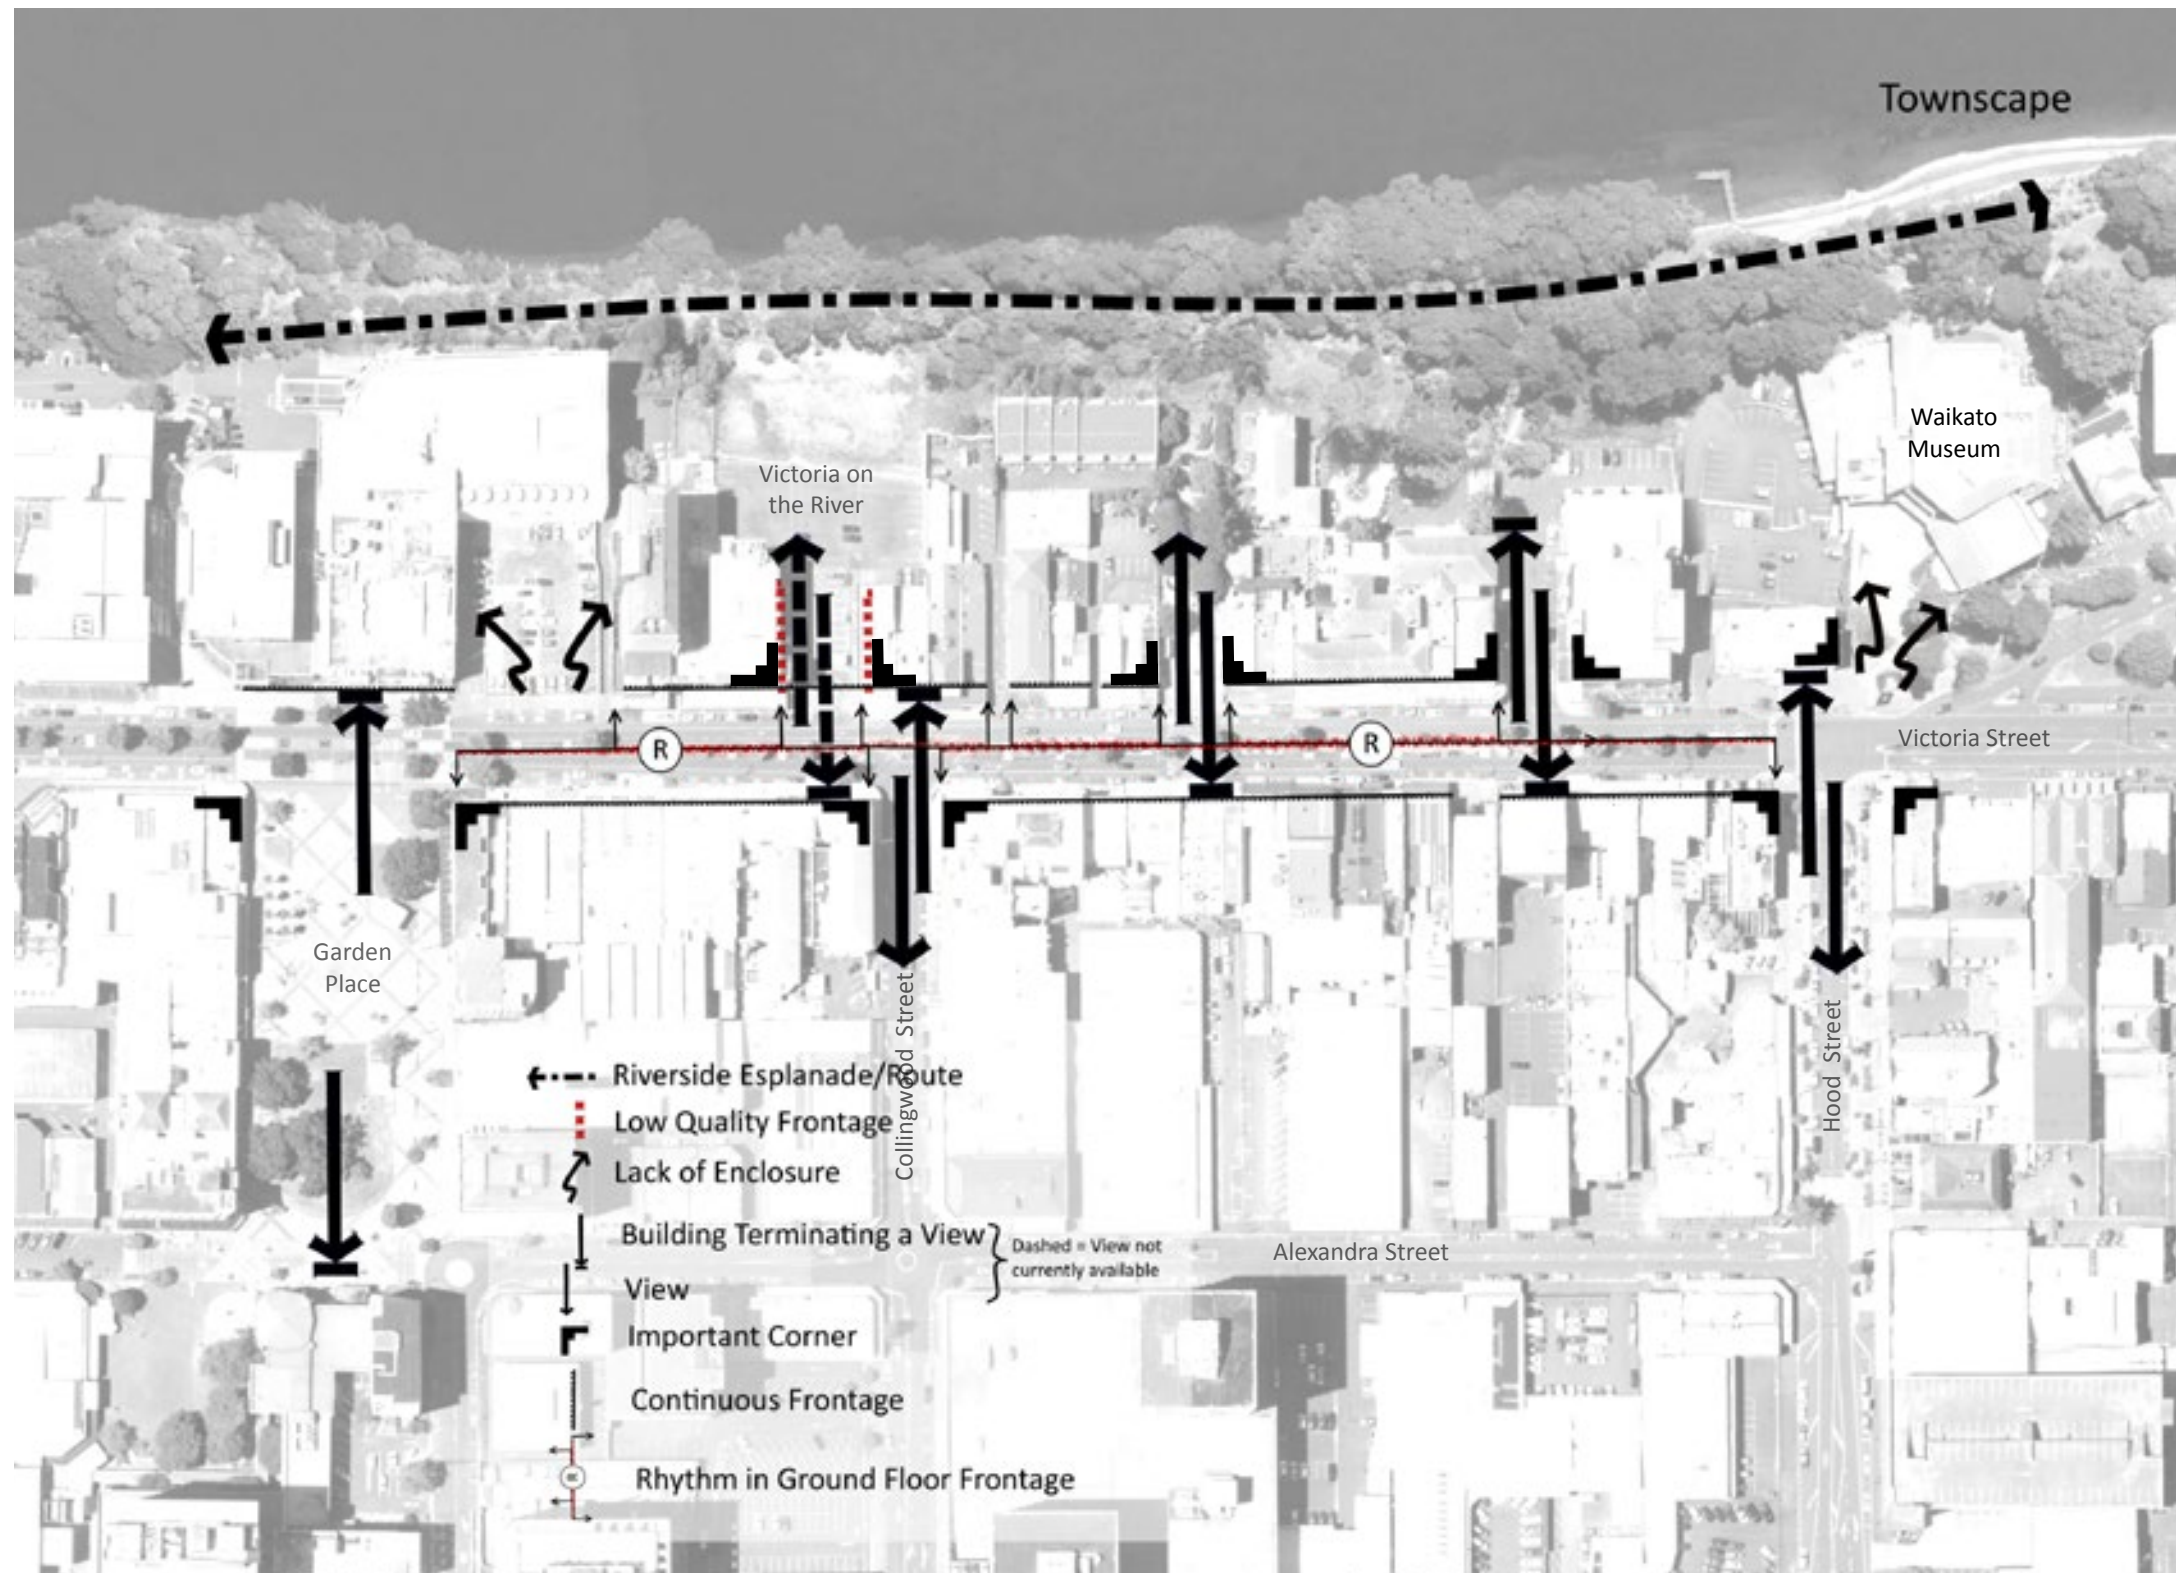 Townscape
Waikato
Museum
Victoria on
the River
R
R
Victoria Street
Garden
Place
Collingwood Street
Hood Street
Riverside Esplanade/Route
Low Quality Frontage
Lack of Enclosure
Building Terminating a View
Dashed = View not
currently available
Alexandra Street
View
Important Corner
Continuous Frontage
R
Rhythm in Ground Floor Frontage